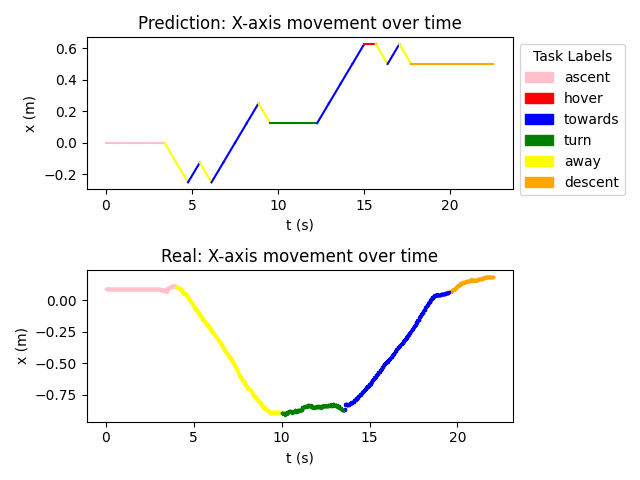 Prediction: X-axis movement over time
x (m)
0.6
0.4
0.2
0.0
−0.2
0
5
10
15
20
t (s)
Task Labels
ascent
hover
towards
turn
away
descent
Real: X-axis movement over time
x (m)
0.00
−0.25
−0.50
−0.75
0
5
10
15
20
t (s)